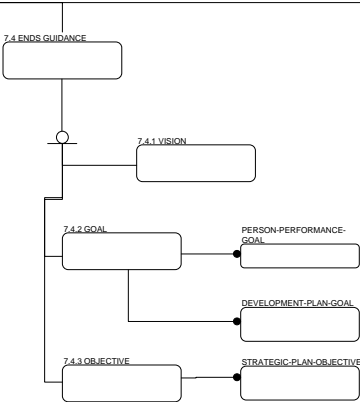 7.4 ENDS GUIDANCE
7.4.1 VISION
7.4.2 GOAL
PERSON-PERFORMANCE-
GOAL
DEVELOPMENT-PLAN-GOAL
7.4.3 OBJECTIVE
STRATEGIC-PLAN-OBJECTIVE